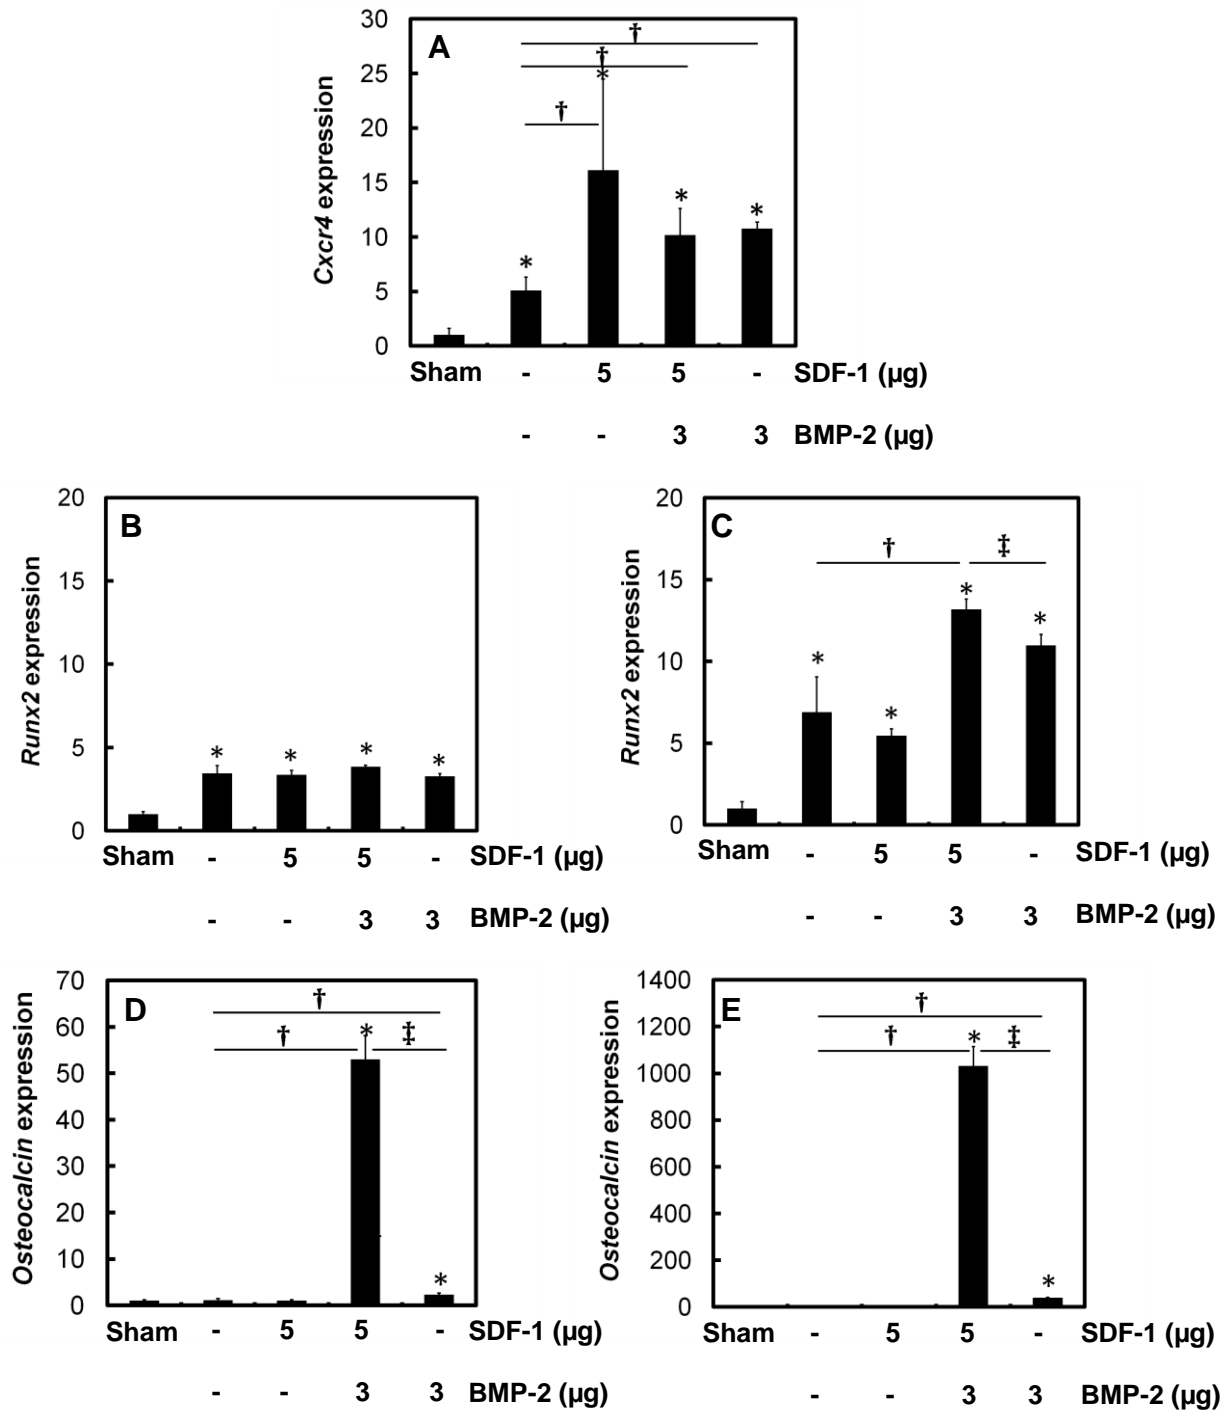 A
†
†
*
†
*
*
*
30
25
20
15
10
5
0
Cxcr4 expression
Sham - 5 5 - SDF-1 (µg)
- - 3 3 BMP-2 (µg)
B
* * * *
20
15
10
5
0
Runx2 expression
Sham - 5 5 - SDF-1 (µg)
- - 3 3 BMP-2 (µg)
C
† ‡
* * * *
20
15
10
5
0
Runx2 expression
Sham - 5 5 - SDF-1 (µg)
- - 3 3 BMP-2 (µg)
D
†
† * ‡
*
70
60
50
40
30
20
10
0
Osteocalcin expression
Sham - 5 5 - SDF-1 (µg)
- - 3 3 BMP-2 (µg)
E
†
† * ‡
*
1400
1200
1000
800
600
400
200
0
Osteocalcin expression
Sham - 5 5 - SDF-1 (µg)
- - 3 3 BMP-2 (µg)